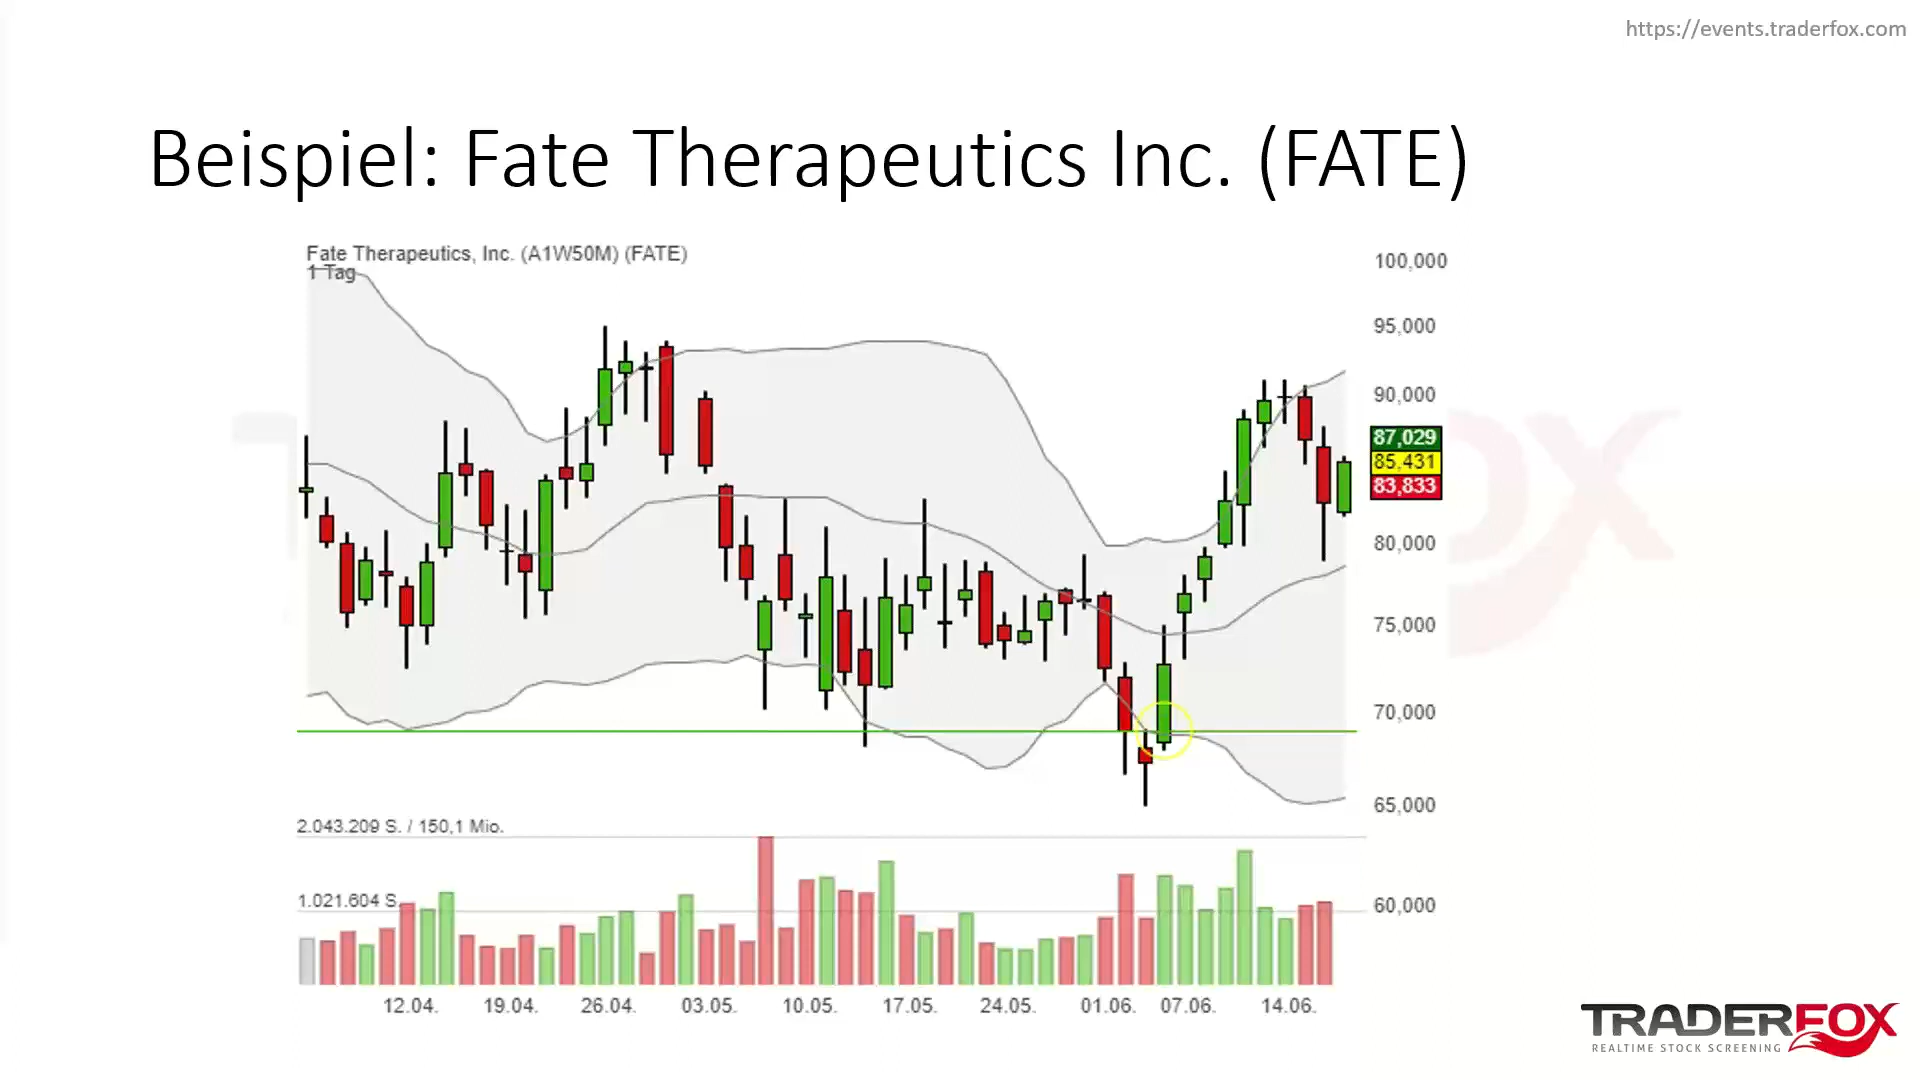 https://events.traderfox.com
Beispiel: Fate Therapeutics Inc. (FATE)
Fate Therapeutics, Inc. (A1W50M) (FATE)
1 Tag
100,000
95,000
90,000
87,029
85,431
83,833
80,000
75,000
70,000
65,000
2.043.209 S. / 150,1 Mio.
1.021.604 S.
60,000
12.04.
19.04.
26.04.
03.05.
10.05.
17.05.
24.05.
01.06.
07.06.
14.06.
TRADERFOX
REALTIME STOCK SCREENING